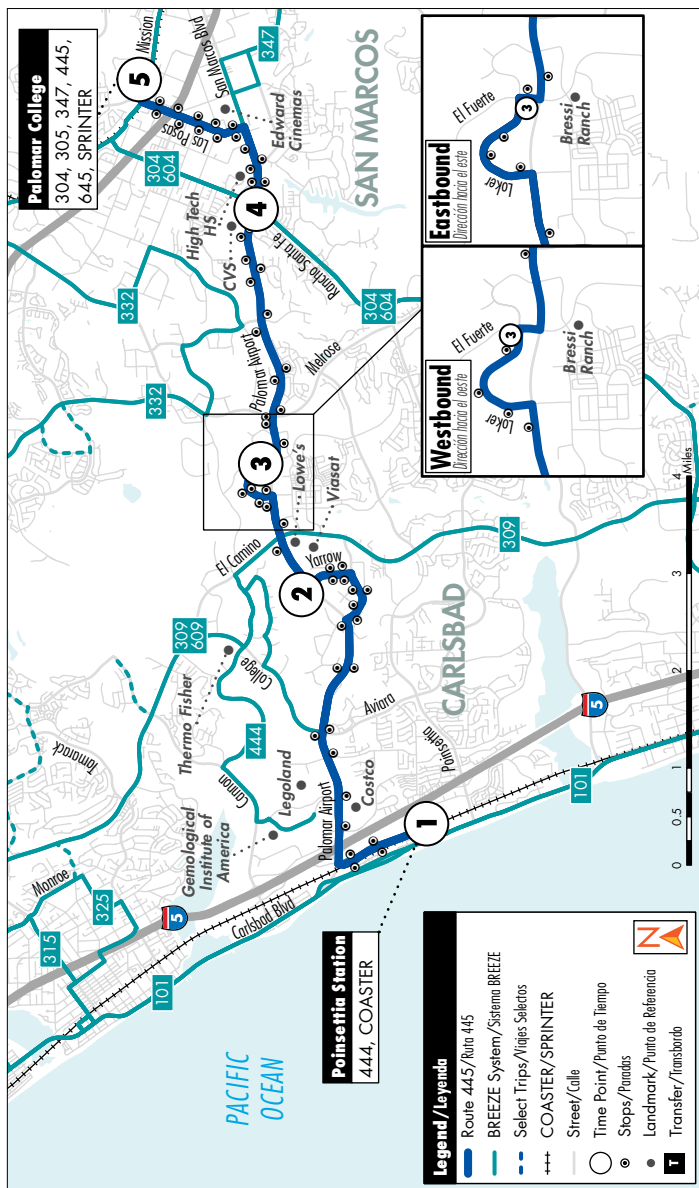 Palomar College
304, 305, 347, 445,
645, SPRINTER
5
Mission
San Marcos Blvd
347
Las Posas
Edward
Cinemas
SAN MARCOS
304
604
High Tech
HS
4
CVS
Rancho Santa Fe
304
604
332
Palomar Airport
Melrose
332
3
Lowe's
Viasat
El Camino
309
Yarrow
2
309
609
College
Thermo Fisher
444
Cannon
Legoland
Gemological
Institute of
America
Aviara
CARLSBAD
Poinsettia
Costco
Palomar Airport
1
5
101
Tamarack
Monroe
325
315
5
Carlsbad Blvd
101
PACIFIC
OCEAN
Poinsettia Station
444, COASTER
Westbound
Dirección hacia el oeste
El Fuerte
3
Loker
Bressi
Ranch
Eastbound
Dirección hacia el este
El Fuerte
3
Loker
Bressi
Ranch
0 0.5 1 2 3 4
Miles
Legend/Leyenda
Route 445/Ruta 445
BREEZE System/Sistema BREEZE
Select Trips/Viajes Selectos
COASTER/SPRINTER
Street/Calle
Time Point/Punto de Tiempo
Stops/Paradas
Landmark/Punto de Referencia
T Transfer/Transbordo
N